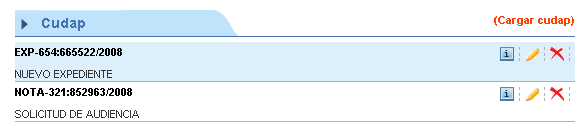 Cudap
(Cargar cudap)
EXP-654:665522/2008
NUEVO EXPEDIENTE
NOTA-321:852963/2008
SOLICITUD DE AUDIENCIA